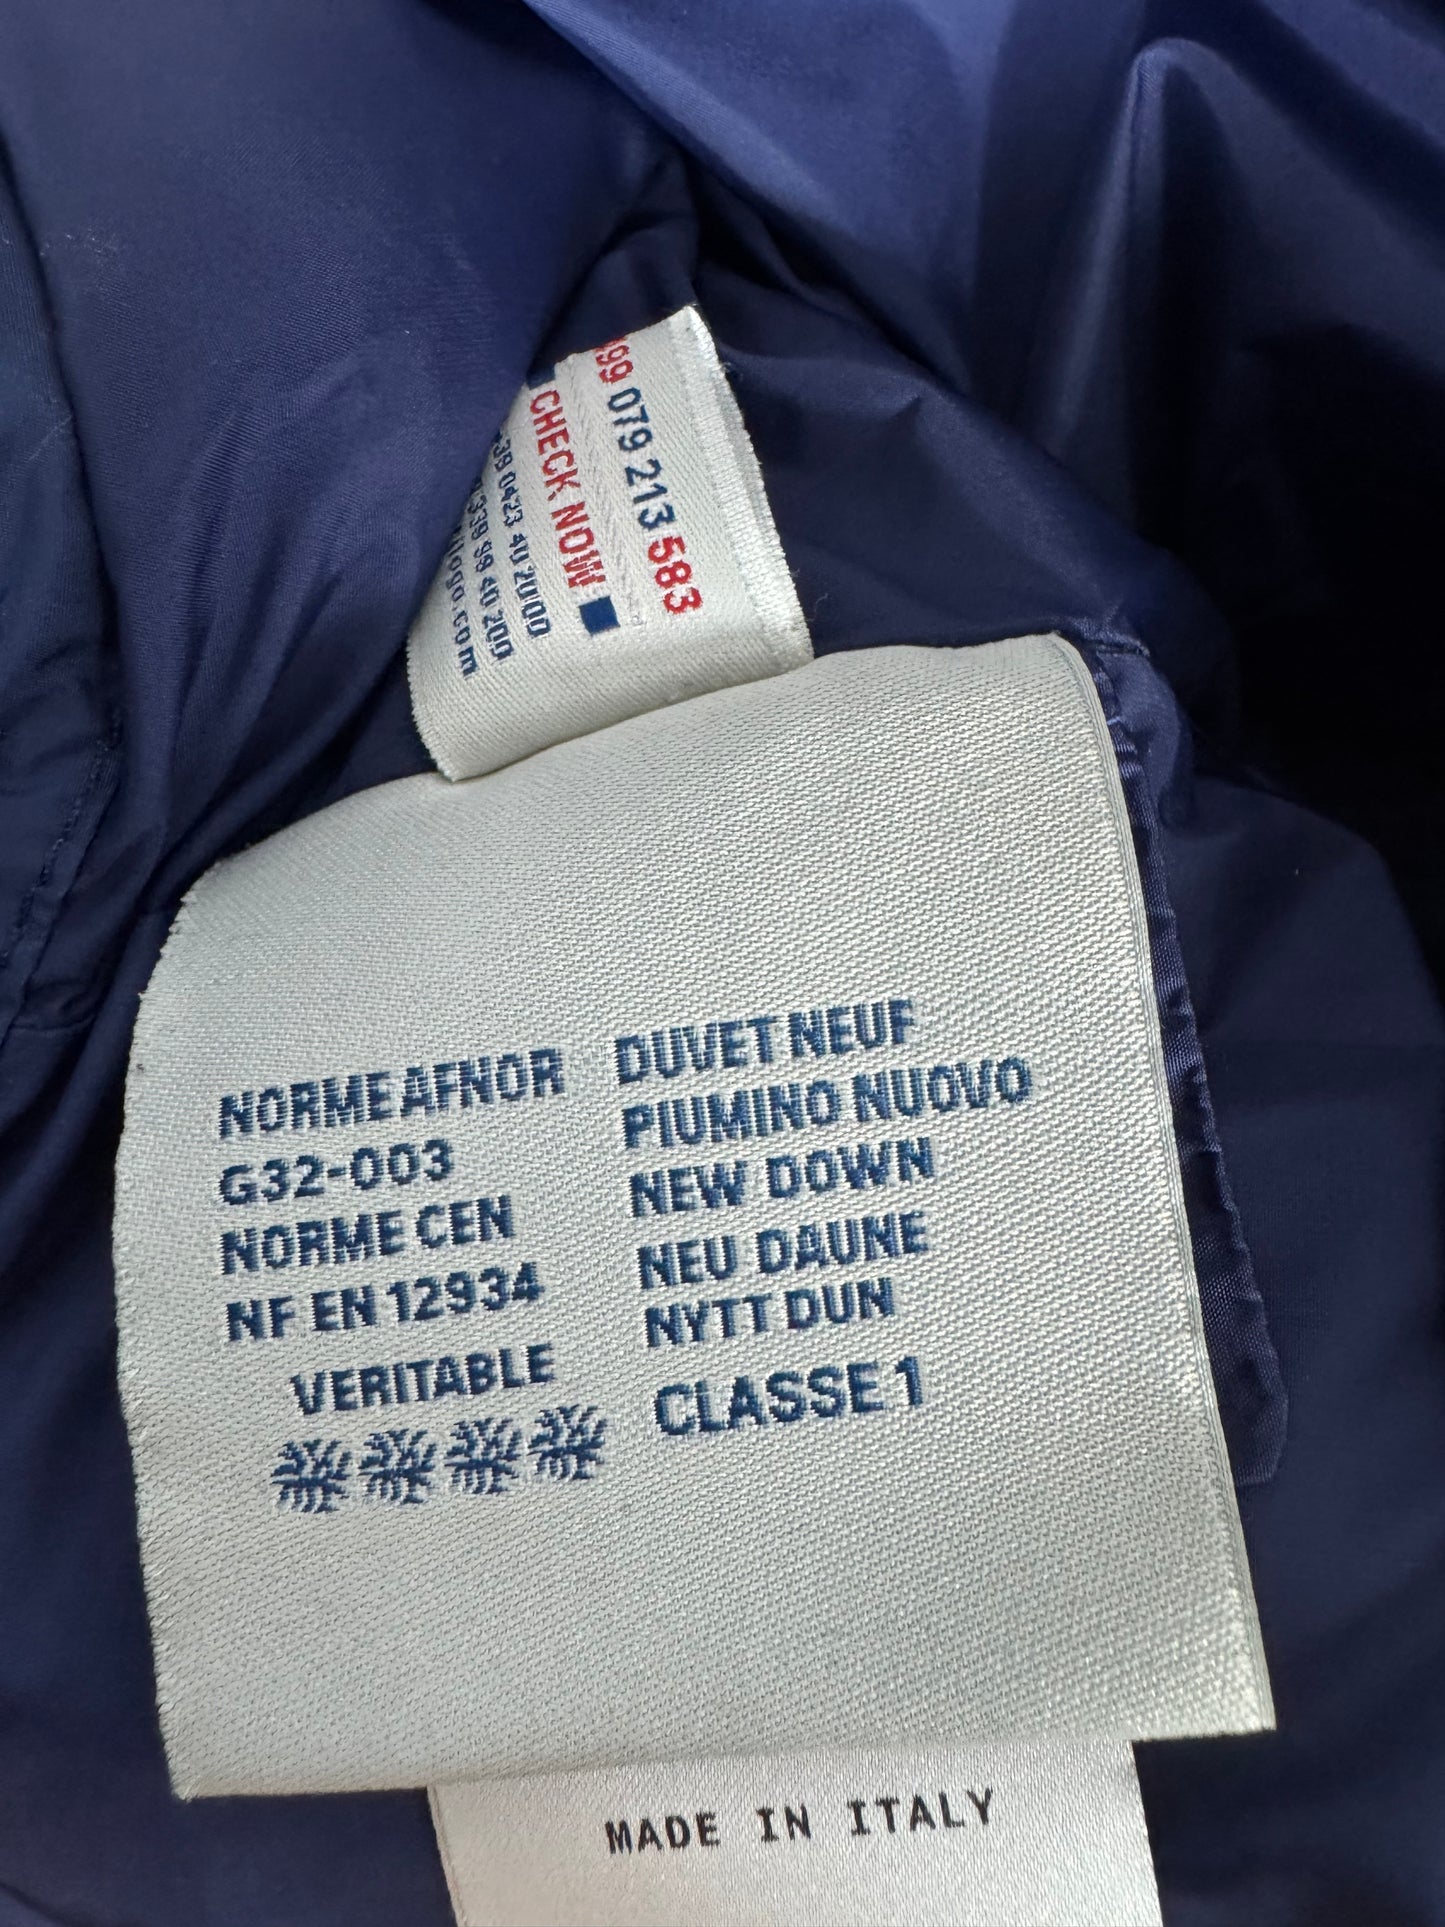 079 213 583
CHECK NOW
NORME AFNOR
G32-003
NORME CEN
NF EN 12934
VERITABLE
DUVET NEUF
PIUMINO NUOVO
NEW DOWN
NEU DAUNE
NYTT DUN
CLASSE 1
MADE IN ITALY